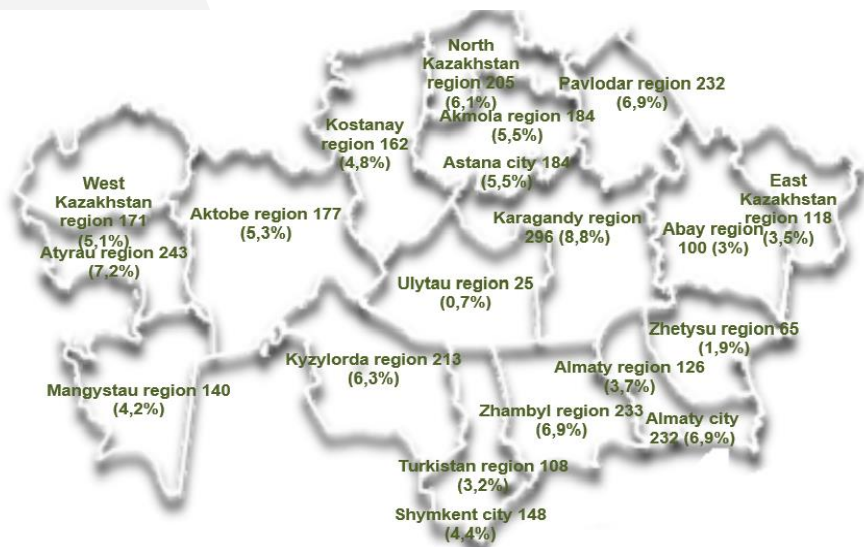 North
Kazakhstan
region 205
(6,1%)
Pavlodar region 232
(6,9%)
Kostanay
region 162
(4,8%)
Akmola region 184
(5,5%)
Astana city 184
(5,5%)
West
Kazakhstan
region 171
(5,1%)
Atyrau region 243
(7,2%)
Aktobe region 177
(5,3%)
Karagandy region
296 (8,8%)
East
Kazakhstan
region 118
(3,5%)
Abay region
100 (3%)
Ulytau region 25
(0,7%)
Zhetysu region 65
(1,9%)
Kyzylorda region 213
(6,3%)
Almaty region 126
(3,7%)
Mangystau region 140
(4,2%)
Zhambyl region 233
(6,9%)
Almaty city
232 (6,9%)
Turkistan region 108
(3,2%)
Shymkent city 148
(4,4%)